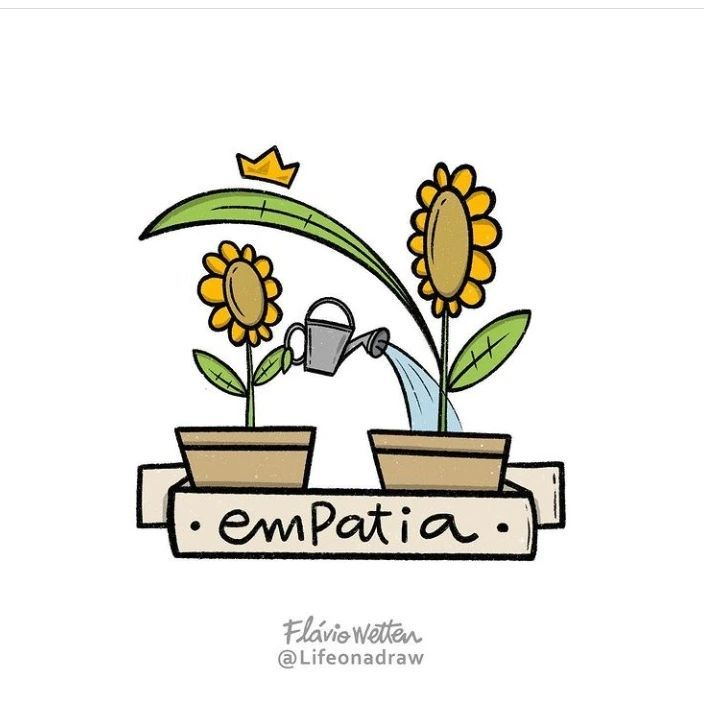 • emPatia •
Flávio Wetten
@Lifeonadraw